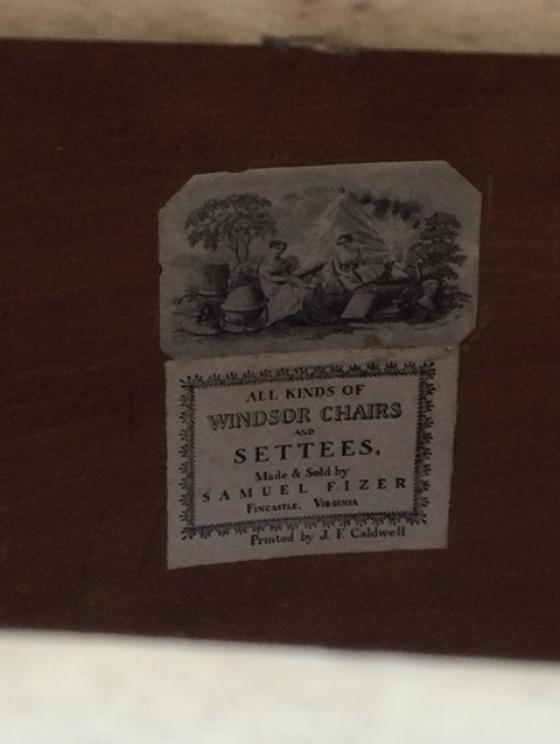 ALL KINDS OF
WINDSOR CHAIRS
AND
SETTEES,
Made & Sold by
SAMUEL FIZER
FINCASTLE, VIRGINIA
Printed by J. F. Caldwell